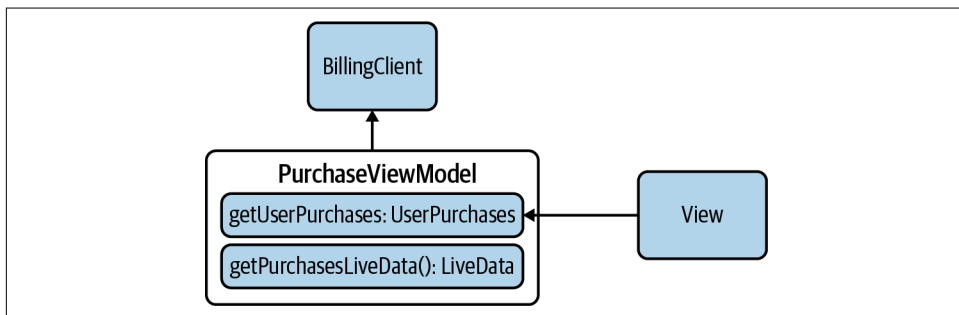 BillingClient
PurchaseViewModel
getUserPurchases: UserPurchases
View
getPurchasesLiveData(): LiveData